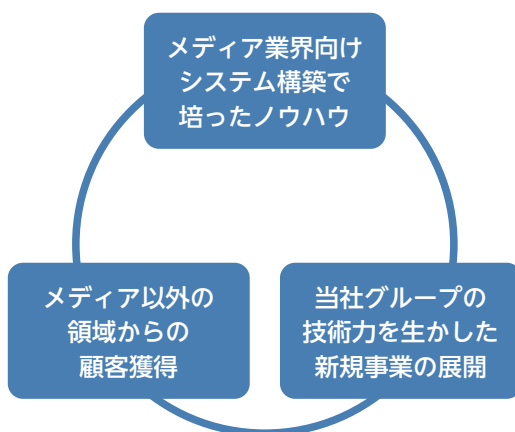 メディア業界向け
システム構築で
培ったノウハウ
メディア以外の
領域からの
顧客獲得
当社グループの
技術力を生かした
新規事業の展開